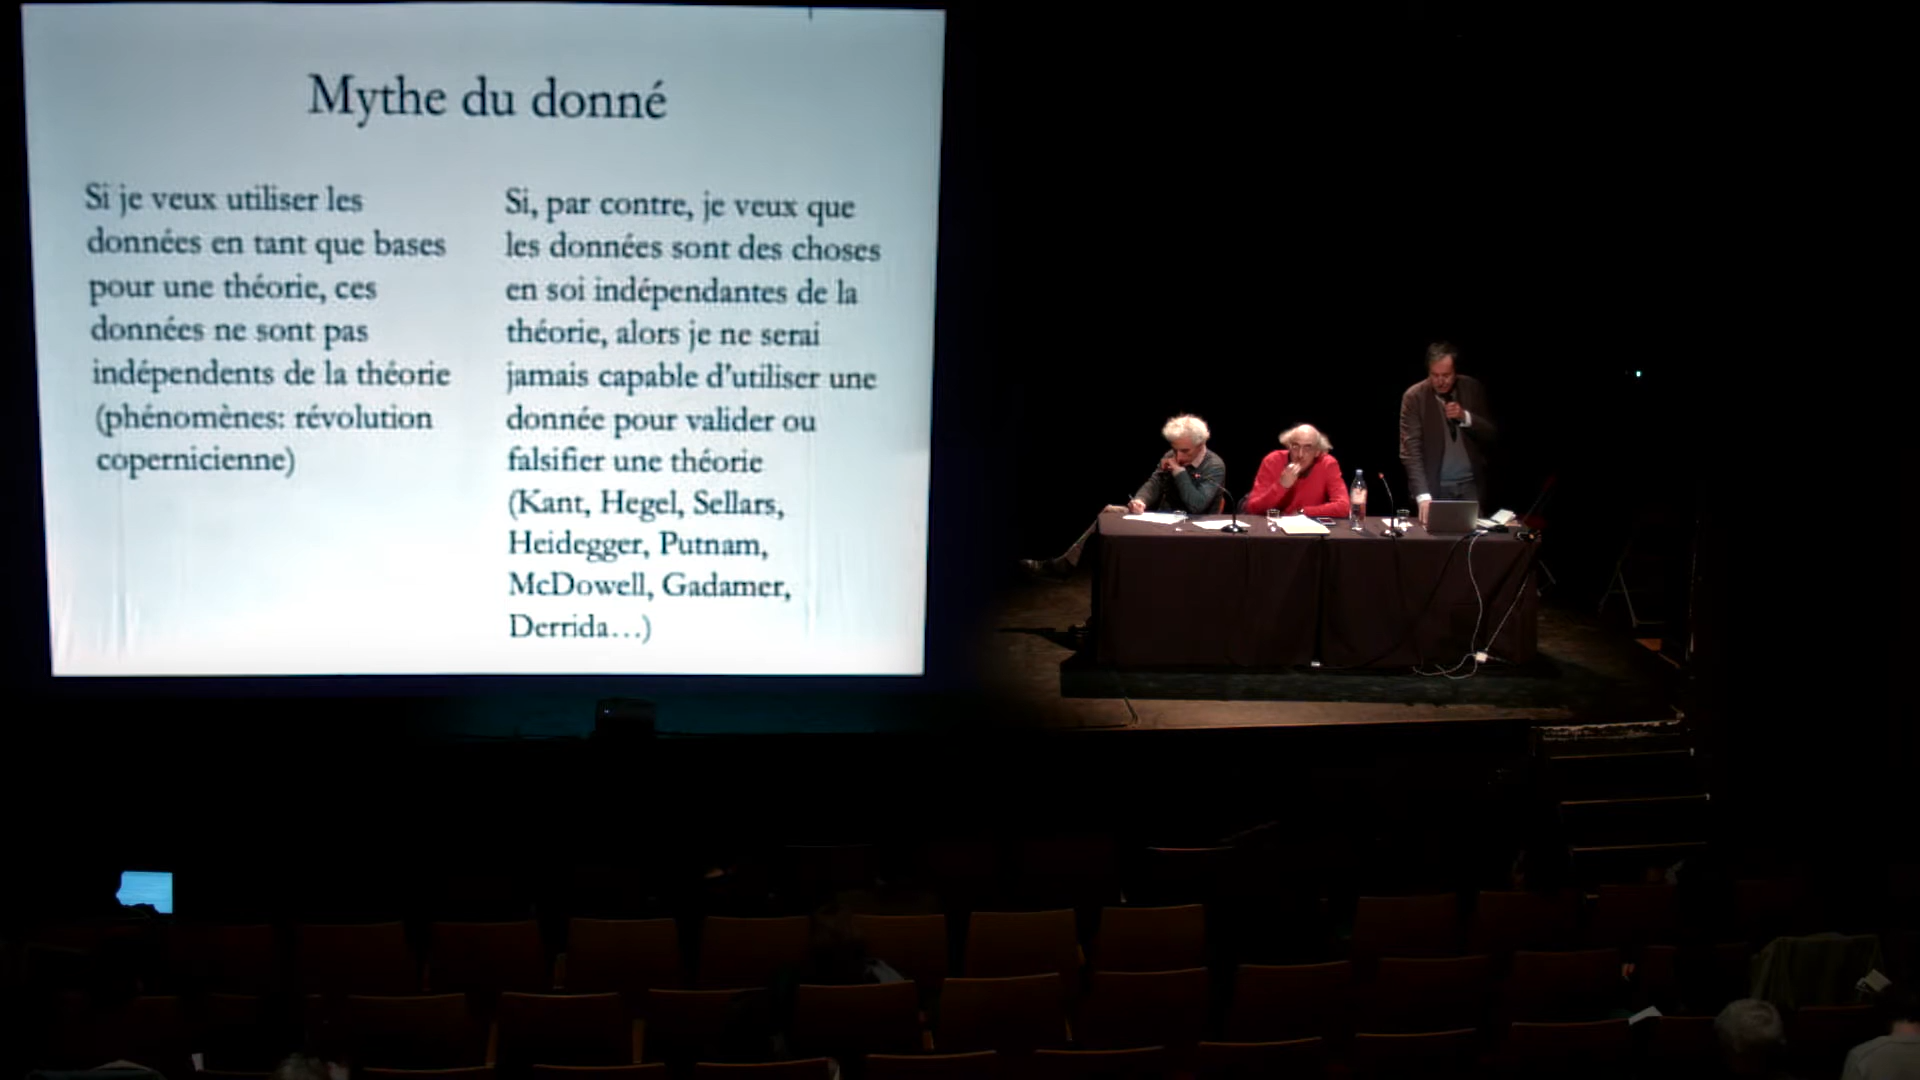 Mythe du donné
Si je veux utiliser les
données en tant que bases
pour une théorie, ces
données ne sont pas
indépendents de la théorie
(phénomènes: révolution
copernicienne)
Si, par contre, je veux que
les données sont des choses
en soi indépendantes de la
théorie, alors je ne serai
jamais capable d'utiliser une
donnée pour valider ou
falsifier une théorie
(Kant, Hegel, Sellars,
Heidegger, Putnam,
McDowell, Gadamer,
Derrida…)